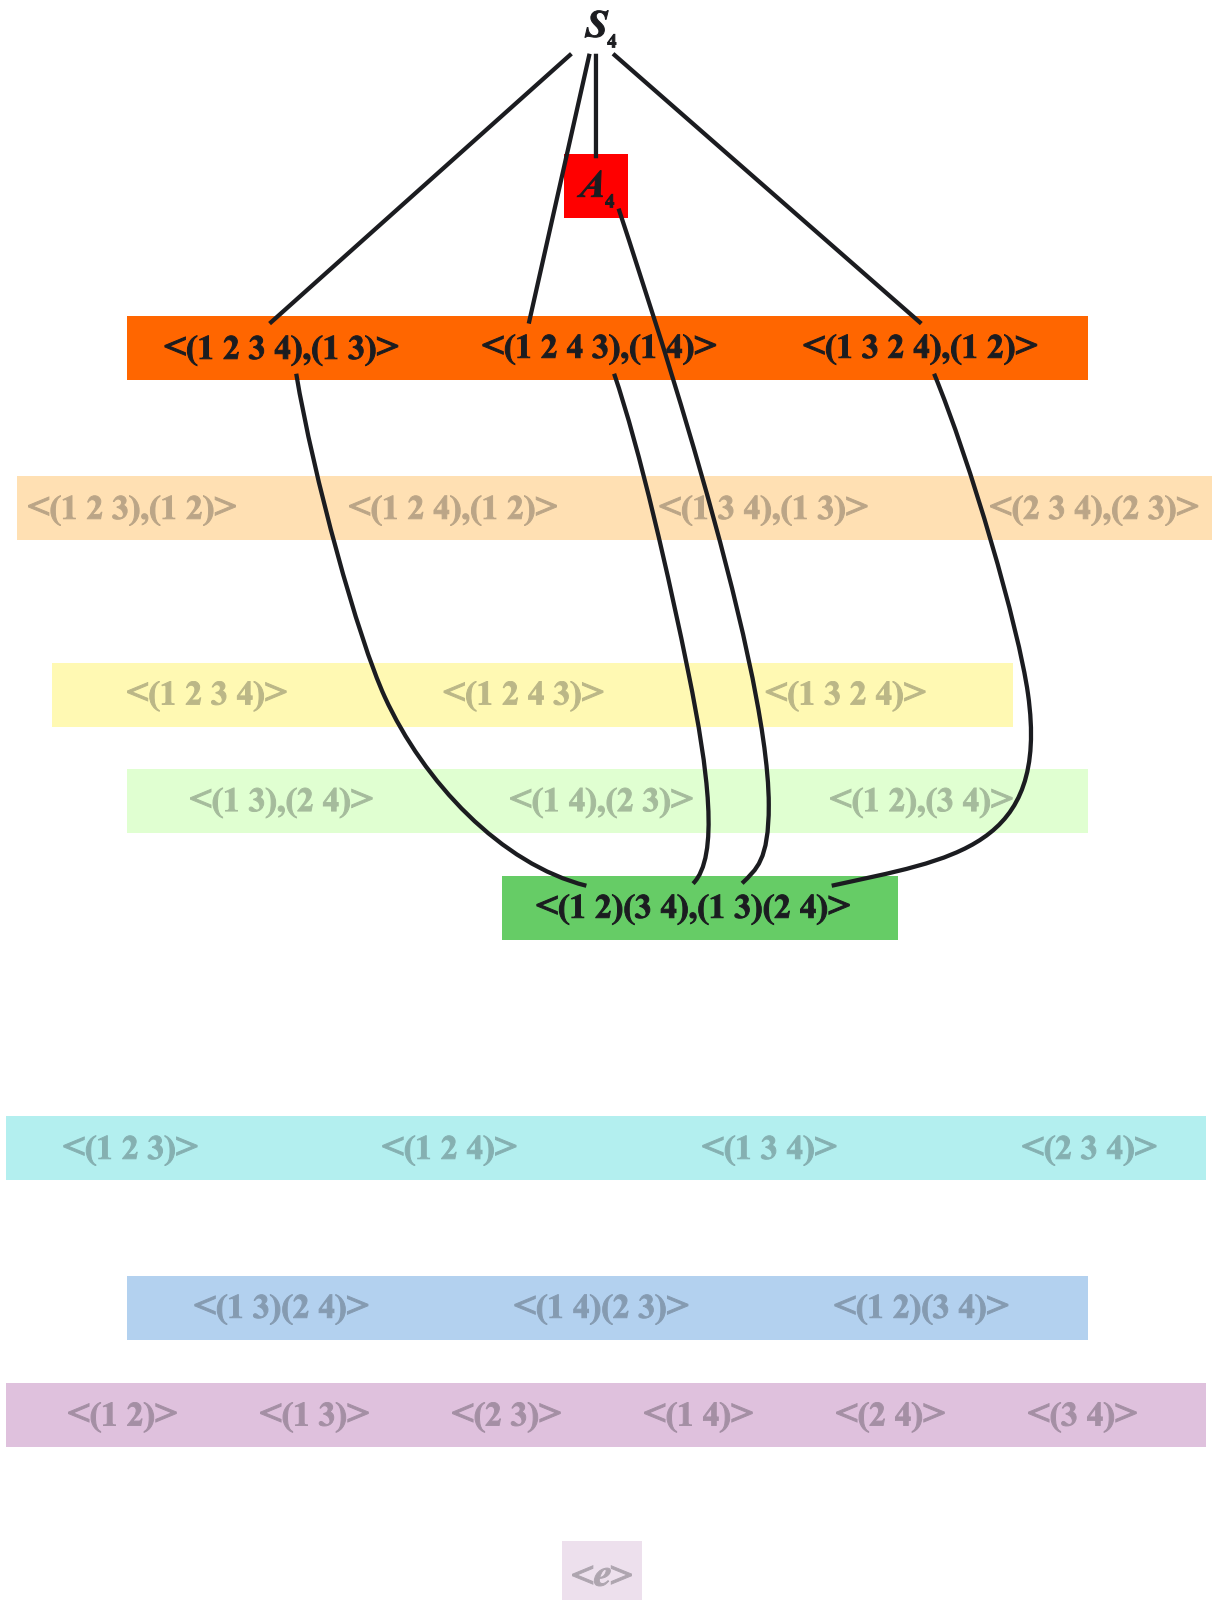 S₄
A₄
<(1 2 3 4),(1 3)> <(1 2 4 3),(1 4)> <(1 3 2 4),(1 2)>
<(1 2 3),(1 2)> <(1 2 4),(1 2)> <(1 3 4),(1 3)> <(2 3 4),(2 3)>
<(1 2 3 4)> <(1 2 4 3)> <(1 3 2 4)>
<(1 3),(2 4)> <(1 4),(2 3)> <(1 2),(3 4)>
<(1 2)(3 4),(1 3)(2 4)>
<(1 2 3)> <(1 2 4)> <(1 3 4)> <(2 3 4)>
<(1 3)(2 4)> <(1 4)(2 3)> <(1 2)(3 4)>
<(1 2)> <(1 3)> <(2 3)> <(1 4)> <(2 4)> <(3 4)>
<e>